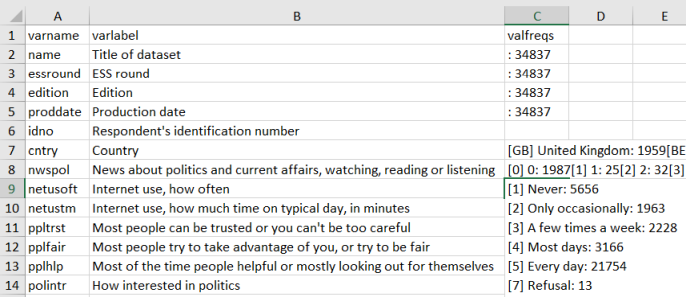 A B C D E
1 varname varlabel valfreqs
2 name Title of dataset : 34837
3 essround ESS round : 34837
4 edition Edition : 34837
5 proddate Production date : 34837
6 idno Respondent's identification number
7 cntry Country [GB] United Kingdom: 1959[BE
8 nwspol News about politics and current affairs, watching, reading or listening [0] 0: 1987[1] 1: 25[2] 2: 32[3]
9 netusoft Internet use, how often [1] Never: 5656
10 netustm Internet use, how much time on typical day, in minutes [2] Only occasionally: 1963
11 ppltrst Most people can be trusted or you can't be too careful [3] A few times a week: 2228
12 pplfair Most people try to take advantage of you, or try to be fair [4] Most days: 3166
13 pplhlp Most of the time people helpful or mostly looking out for themselves [5] Every day: 21754
14 polintr How interested in politics [7] Refusal: 13